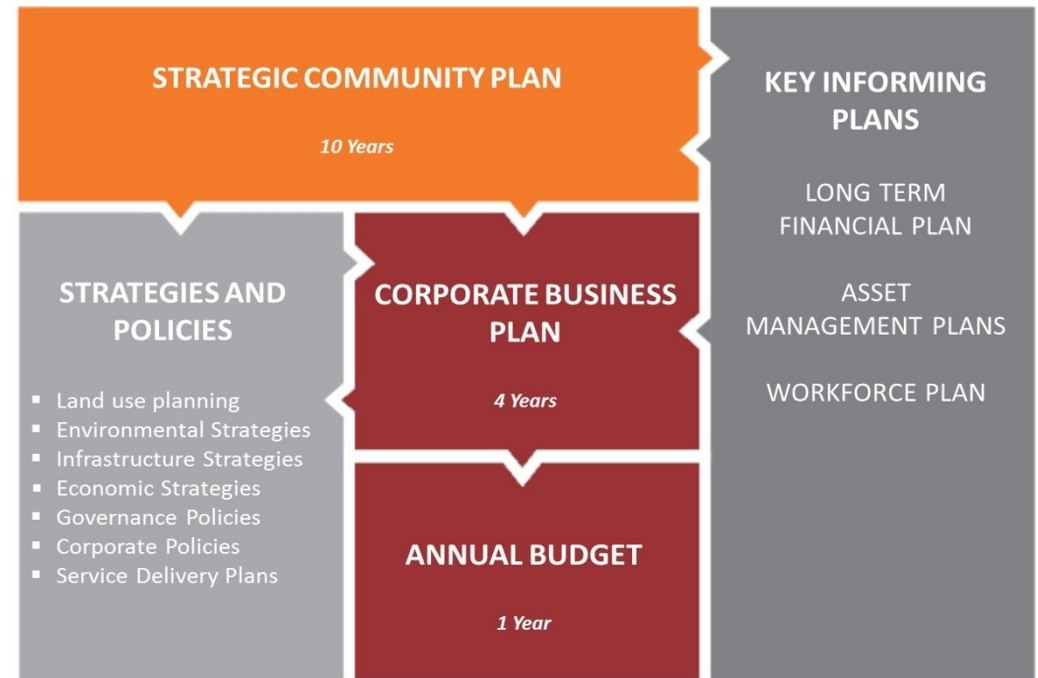 STRATEGIC COMMUNITY PLAN
10 Years
KEY INFORMING
PLANS
LONG TERM
FINANCIAL PLAN
ASSET
MANAGEMENT PLANS
WORKFORCE PLAN
STRATEGIES AND
POLICIES
▪ Land use planning
▪ Environmental Strategies
▪ Infrastructure Strategies
▪ Economic Strategies
▪ Governance Policies
▪ Corporate Policies
▪ Service Delivery Plans
CORPORATE BUSINESS
PLAN
4 Years
ANNUAL BUDGET
1 Year